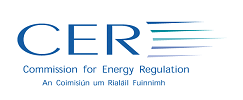 CER
Commission for Energy Regulation
An Coimisiún um Rialáil Fuinnimh